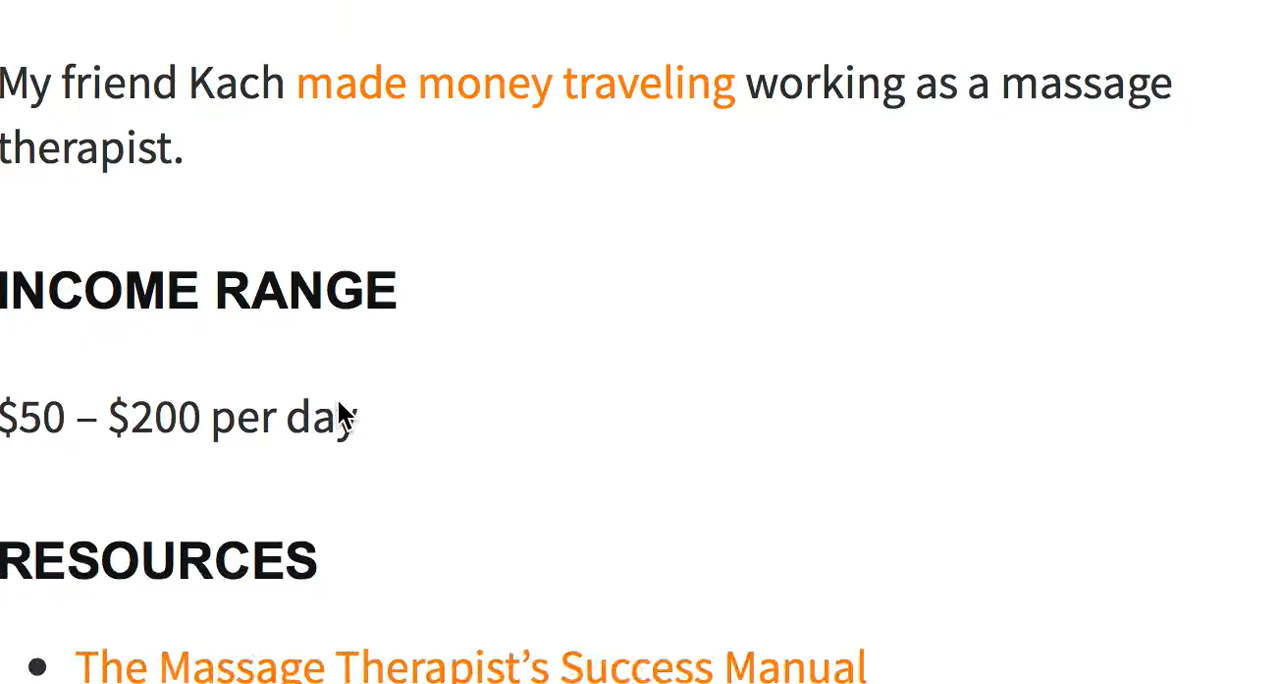 My friend Kach made money traveling working as a massage
therapist.
INCOME RANGE
$50 – $200 per day
RESOURCES
• The Massage Therapist’s Success Manual